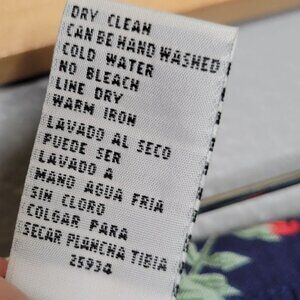 DRY CLEAN
CAN BE HAND WASHED
COLD WATER
NO BLEACH
LINE DRY
WARM IRON
LAVADO AL SECO
PUEDE SER
LAVADO A
MANO AGUA FRIA
SIN CLORO
COLGAR PARA
SECAR PLANCHA TIBIA
25934